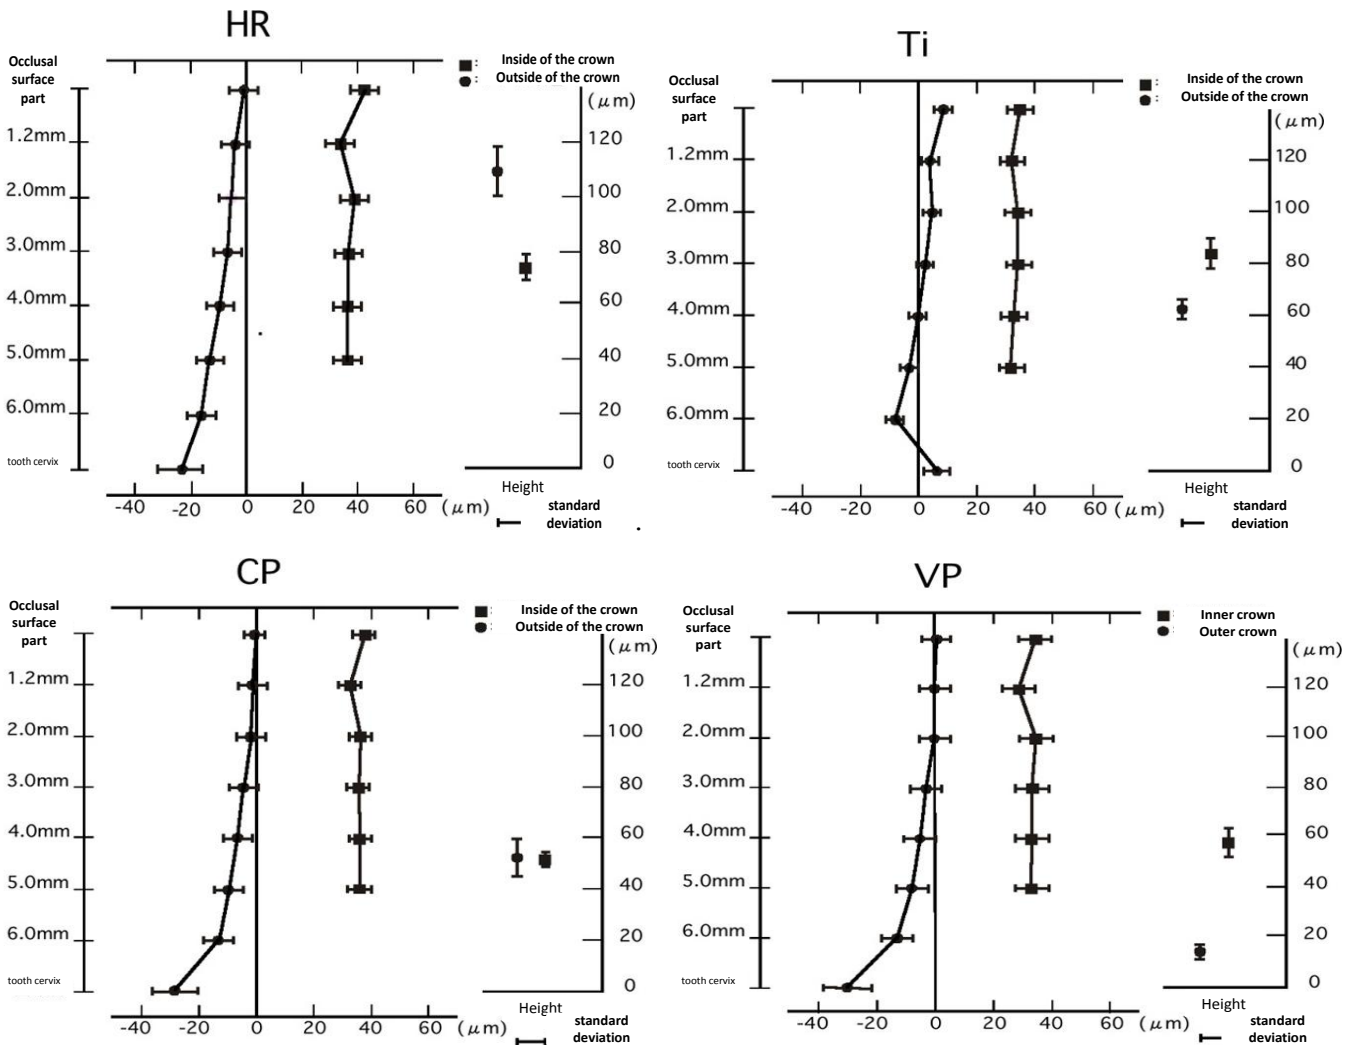 HR
Occlusal
surface
part
■ : Inside of the crown
● : Outside of the crown
(μm)
1.2mm
2.0mm
3.0mm
4.0mm
5.0mm
6.0mm
tooth cervix
120
100
80
60
40
20
0
-40 -20 0 20 40 60 (μm)
Height
standard
deviation
Ti
Occlusal
surface
part
■ : Inside of the crown
● : Outside of the crown
(μm)
1.2mm
2.0mm
3.0mm
4.0mm
5.0mm
6.0mm
tooth cervix
120
100
80
60
40
20
0
-40 -20 0 20 40 60 (μm)
Height
standard
deviation
CP
Occlusal
surface
part
■ : Inside of the crown
● : Outside of the crown
(μm)
1.2mm
2.0mm
3.0mm
4.0mm
5.0mm
6.0mm
tooth cervix
120
100
80
60
40
20
0
-40 -20 0 20 40 60 (μm)
Height
standard
deviation
VP
Occlusal
surface
part
■ : Inner crown
● : Outer crown
(μm)
1.2mm
2.0mm
3.0mm
4.0mm
5.0mm
6.0mm
tooth cervix
120
100
80
60
40
20
0
-40 -20 0 20 40 60 (μm)
Height
standard
deviation